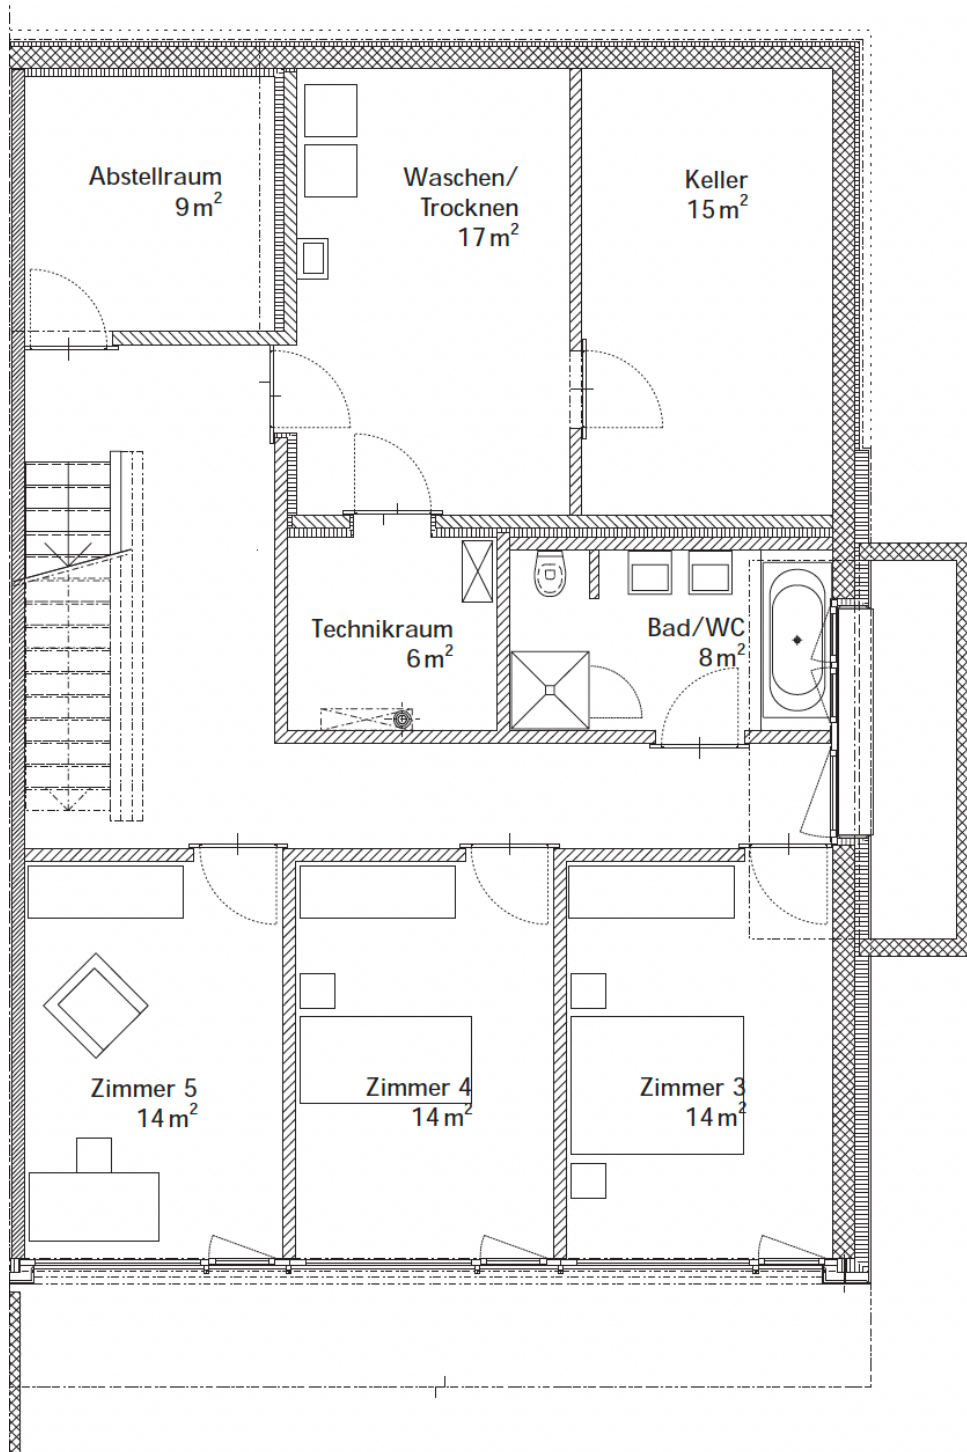 Abstellraum
9 m²
Waschen/
Trocknen
17 m²
Keller
15 m²
Technikraum
6 m²
Bad/WC
8 m²
Zimmer 5
14 m²
Zimmer 4
14 m²
Zimmer 3
14 m²